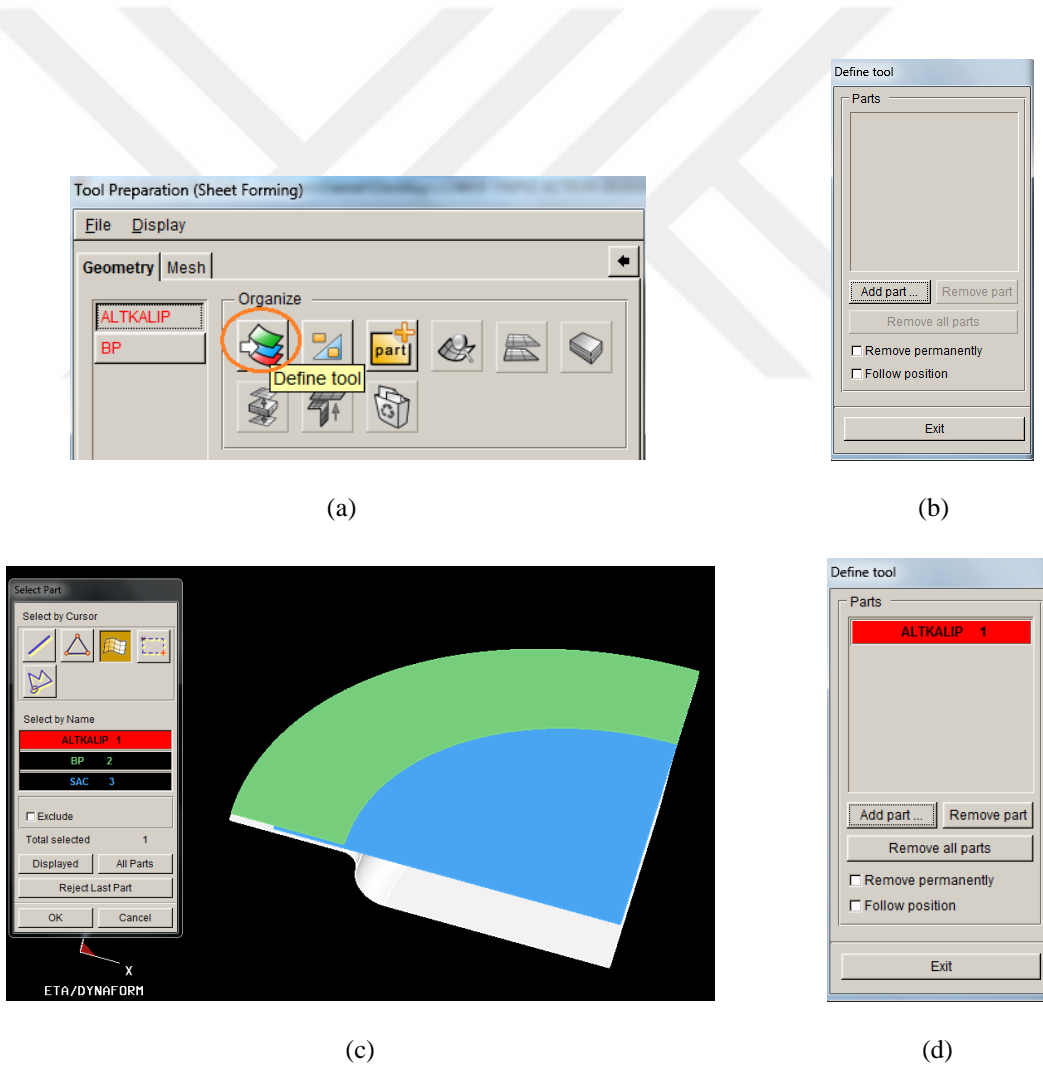 Tool Preparation (Sheet Forming)
File Display
Geometry Mesh
ALTKALIP
BP
Organize
part
Define tool
(a)
Define tool
Parts
Add part ... Remove part
Remove all parts
Remove permanently
Follow position
Exit
(b)
Select Part
Select by Cursor
Select by Name
ALTKALIP 1
BP 2
SAC 3
Exclude
Total selected 1
Displayed All Parts
Reject Last Part
OK Cancel
X
ETA/DYNAFORM
(c)
Define tool
Parts
ALTKALIP 1
Add part ... Remove part
Remove all parts
Remove permanently
Follow position
Exit
(d)